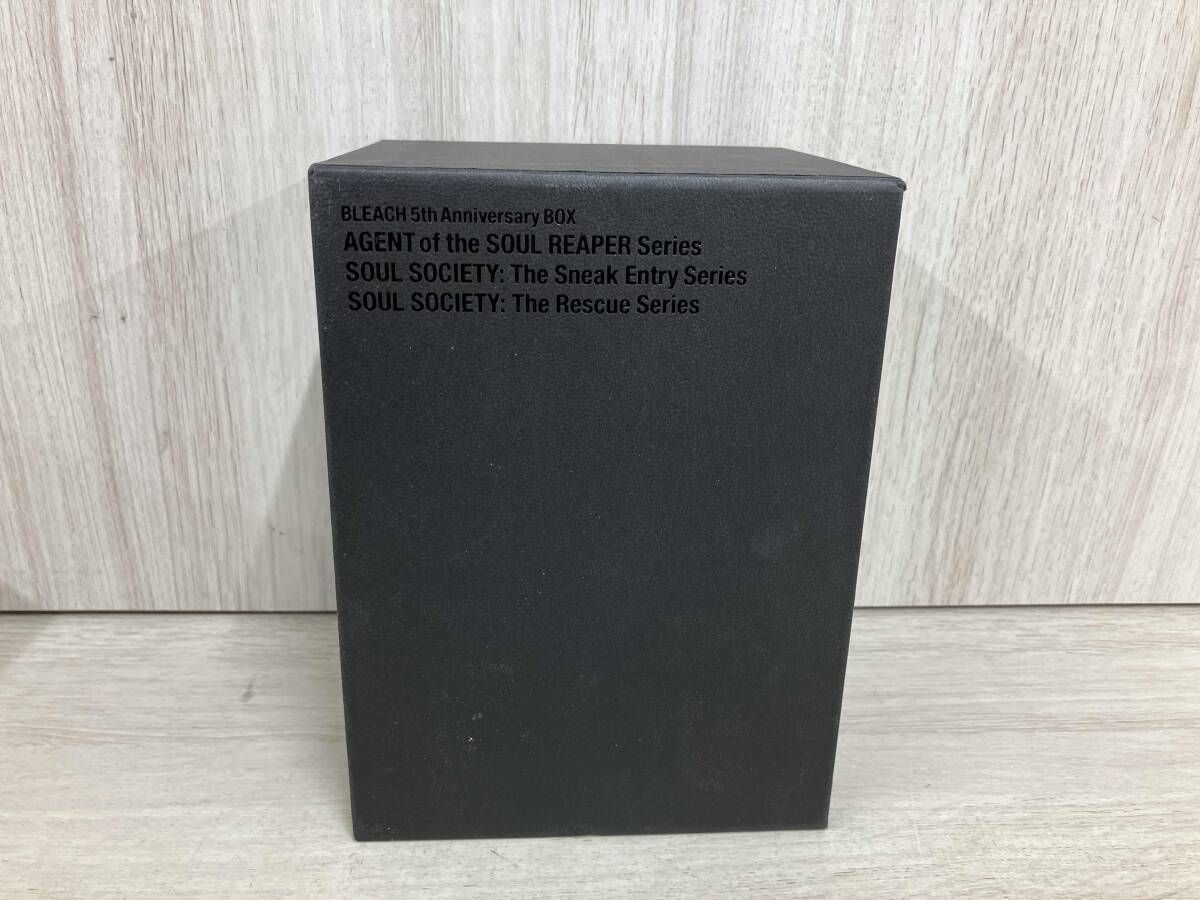 BLEACH 5th Anniversary BOX
AGENT of the SOUL REAPER Series
SOUL SOCIETY: The Sneak Entry Series
SOUL SOCIETY: The Rescue Series